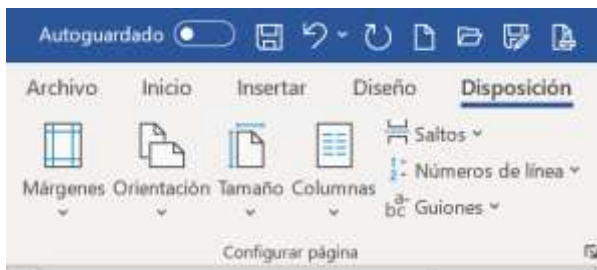 Autoguardado
Archivo Inicio Insertar Diseño Disposición
Márgenes Orientación Tamaño Columnas
Saltos
Números de línea
Guiones
Configurar página